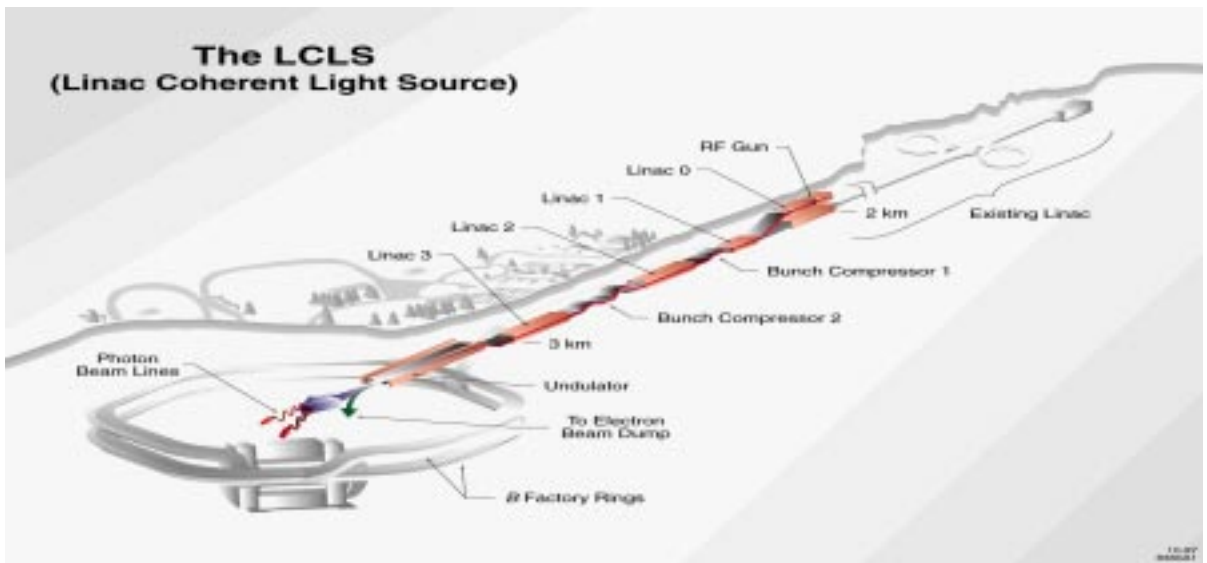 The LCLS
(Linac Coherent Light Source)
RF Gun
Linac 0
Linac 1
2 km
Existing Linac
Linac 2
Linac 3
Bunch Compressor 1
Bunch Compressor 2
3 km
Photon
Beam Lines
Undulator
To Electron
Beam Dump
B Factory Rings